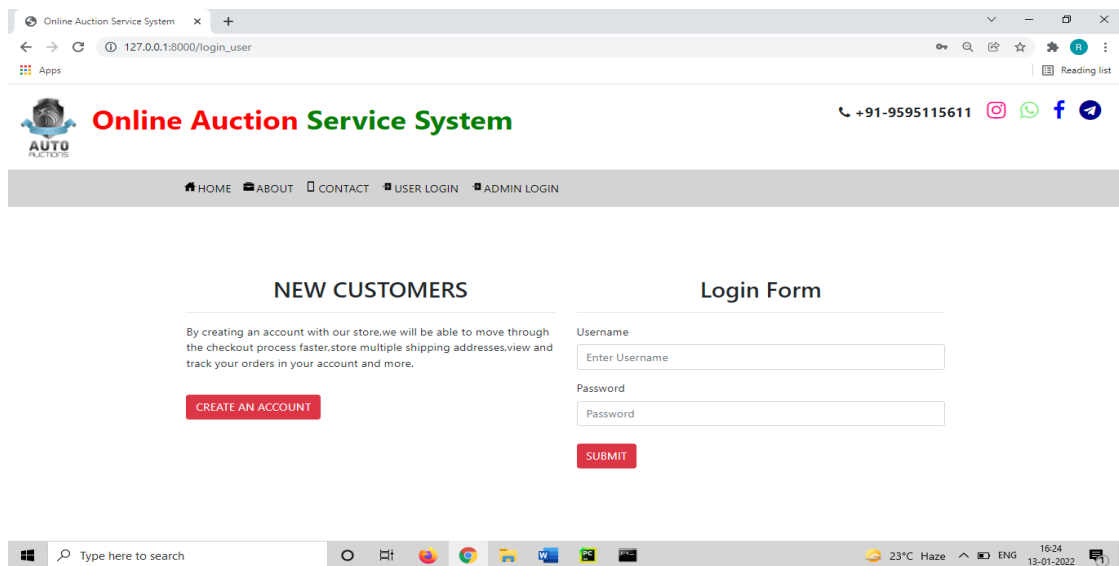 Online Auction Service System
127.0.0.1:8000/login_user
R
Apps
Reading list
AUTO
AUCTIONS
Online Auction Service System
+91-9595115611
HOME ABOUT CONTACT USER LOGIN ADMIN LOGIN
NEW CUSTOMERS
By creating an account with our store,we will be able to move through
the checkout process faster,store multiple shipping addresses,view and
track your orders in your account and more.
CREATE AN ACCOUNT
Login Form
Username
Enter Username
Password
Password
SUBMIT
Type here to search
W
PC
23°C Haze
ENG
16:24
13-01-2022
1